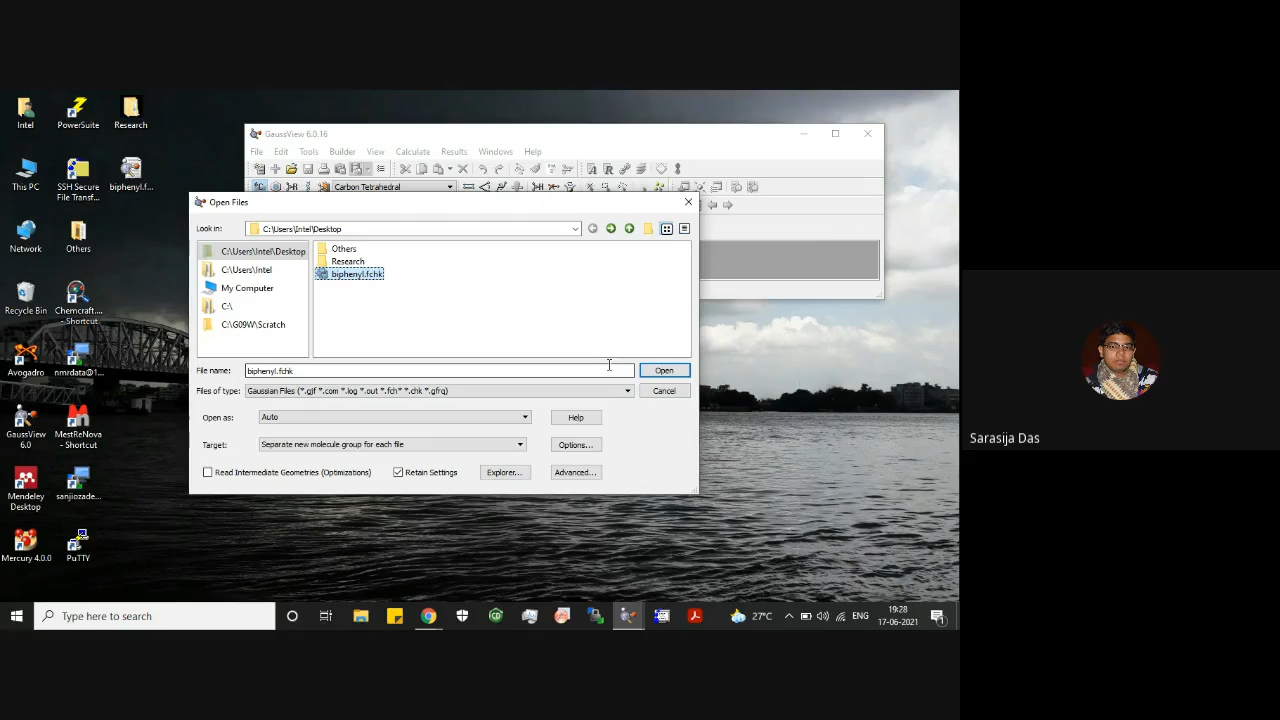 Intel
PowerSuite
Research
This PC
SSH Secure
File Transf...
biphenyl.f...
Network
Others
Recycle Bin
Chemcraft....
- Shortcut
Avogadro
nmrdata@1...
GaussView
6.0
MestReNova
- Shortcut
Mendeley
Desktop
sanjiozade...
Mercury 4.0.0
PuTTY
GaussView 6.0.16
File Edit Tools Builder View Calculate Results Windows Help
Carbon Tetrahedral
Open Files
Look in: C:\Users\Intel\Desktop
C:\Users\Intel\Desktop
C:\Users\Intel
My Computer
C:\
C:\G09W\Scratch
Others
Research
biphenyl.fchk
File name: biphenyl.fchk Open
Files of type: Gaussian Files (*.gjf *.com *.log *.out *.fch* *.chk *.gfrq) Cancel
Open as: Auto Help
Target: Separate new molecule group for each file Options...
Read Intermediate Geometries (Optimizations) Retain Settings Explorer... Advanced...
Type here to search
27°C
ENG
19:28
17-06-2021
1
Sarasija Das